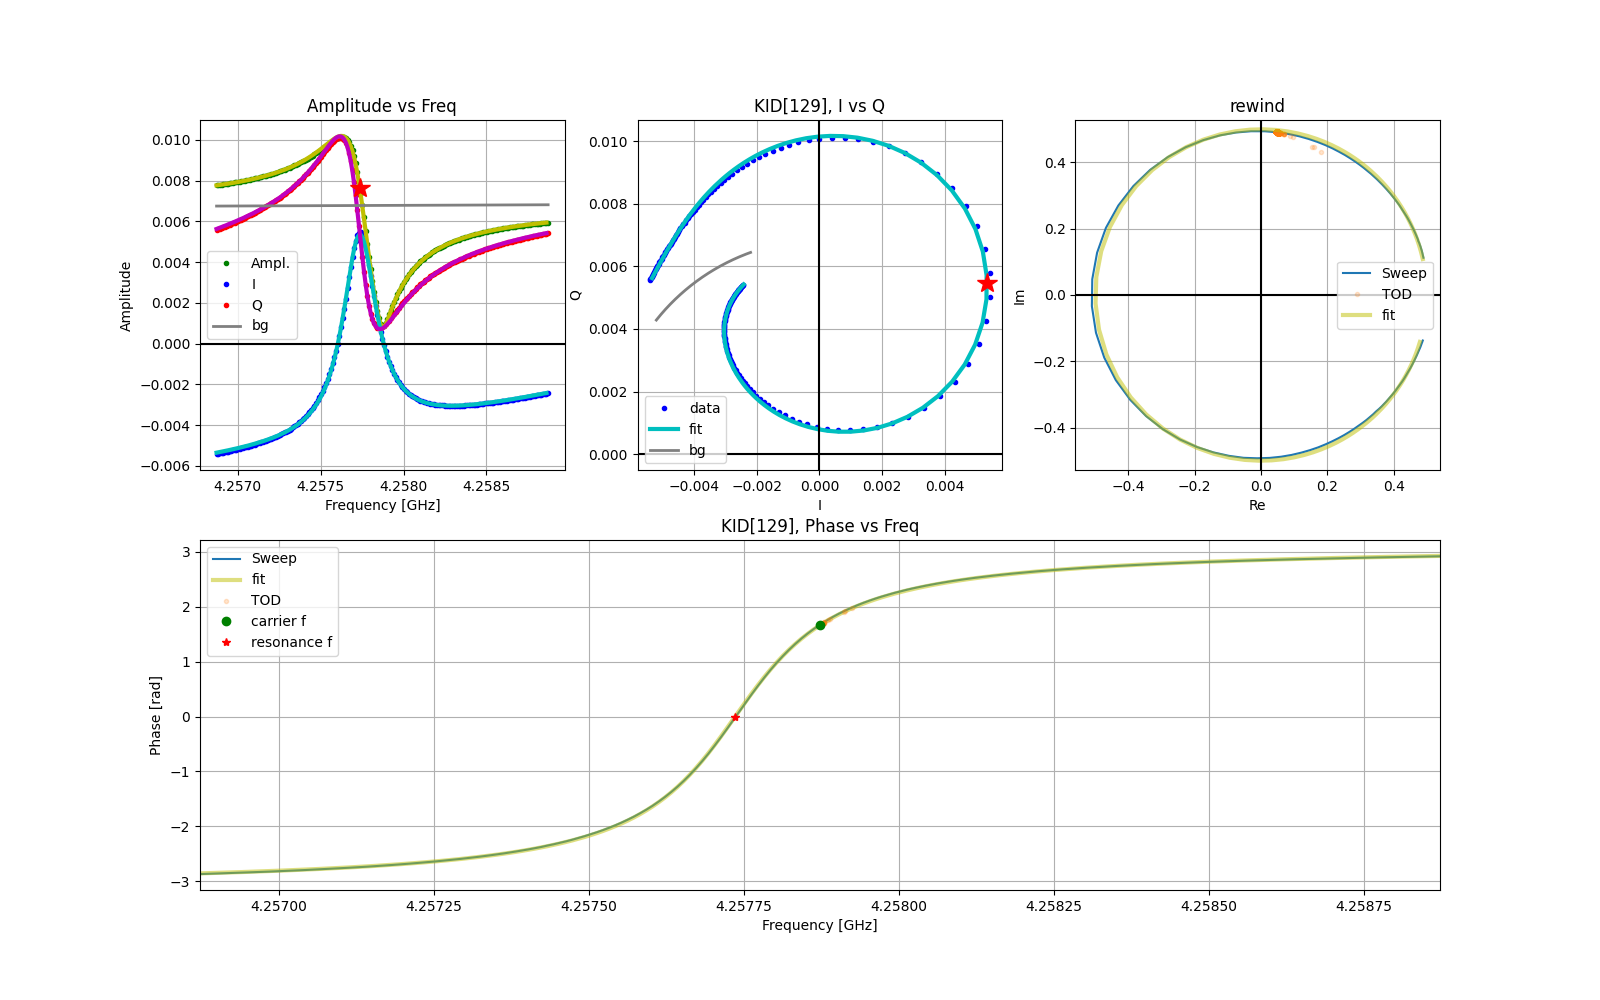 Amplitude vs Freq
0.010
0.008
0.006
0.004
0.002
0.000
−0.002
−0.004
−0.006
Amplitude
Ampl.
I
Q
bg
4.2570
4.2575
4.2580
4.2585
Frequency [GHz]
KID[129], I vs Q
0.010
0.008
0.006
0.004
0.002
0.000
Q
data
fit
bg
−0.004
−0.002
0.000
0.002
0.004
I
rewind
0.4
0.2
0.0
−0.2
−0.4
Im
Sweep
TOD
fit
−0.4
−0.2
0.0
0.2
0.4
Re
KID[129], Phase vs Freq
3
2
1
0
−1
−2
−3
Phase [rad]
Sweep
fit
TOD
carrier f
resonance f
4.25700
4.25725
4.25750
4.25775
4.25800
4.25825
4.25850
4.25875
Frequency [GHz]